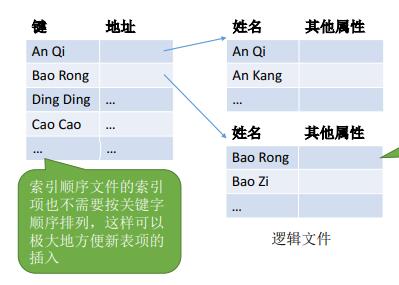 键 地址
An Qi
Bao Rong
Ding Ding …
Cao Cao …
… …
索引顺序文件的索引
项也不需要按关键字
顺序排列，这样可以
极大地方便新表项的
插入
姓名 其他属性
An Qi
An Kang
…
姓名 其他属性
Bao Rong
Bao Zi
…
逻辑文件